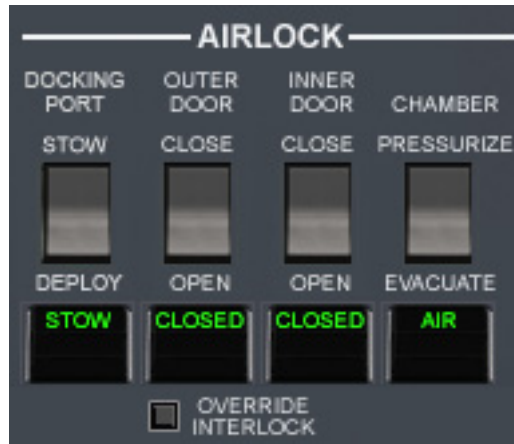 AIRLOCK
DOCKING PORT
OUTER DOOR
INNER DOOR
CHAMBER
STOW CLOSE CLOSE PRESSURIZE
DEPLOY OPEN OPEN EVACUATE
STOW CLOSED CLOSED AIR
OVERRIDE
INTERLOCK